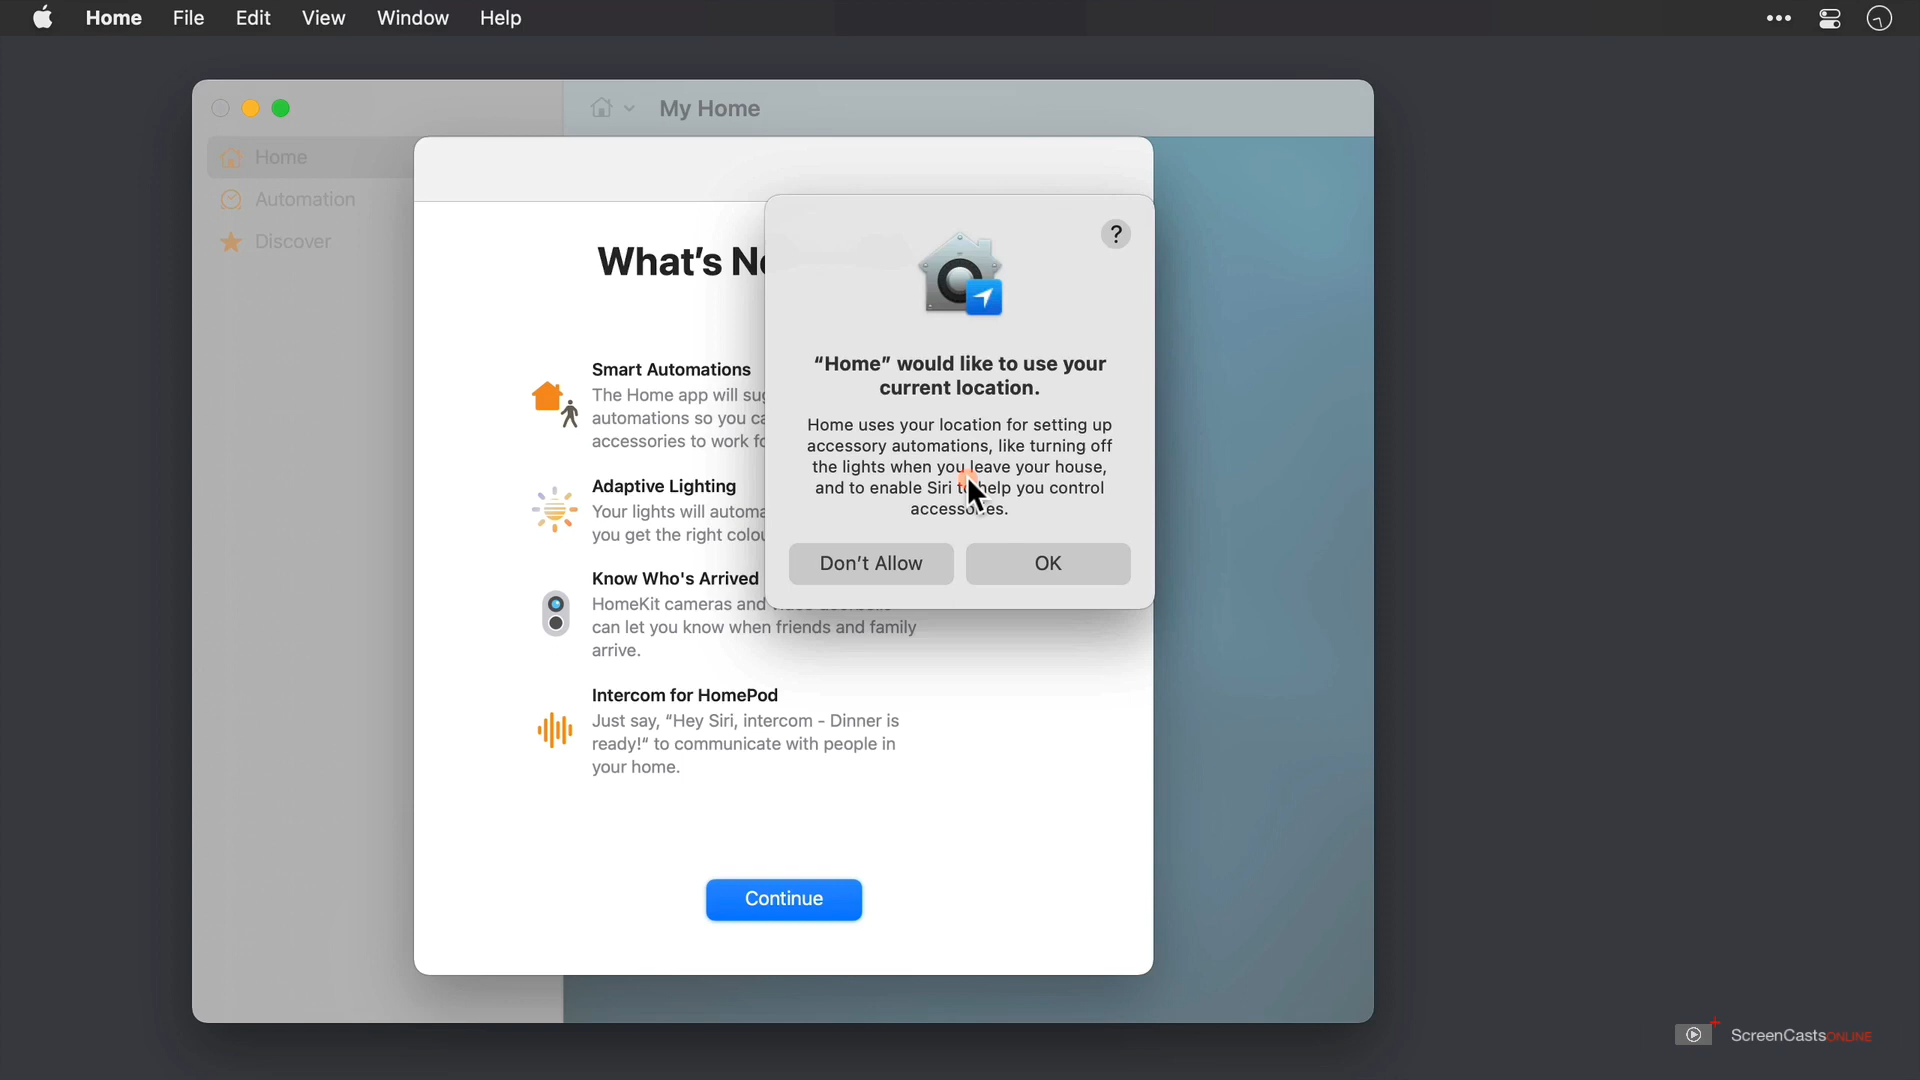 Home File Edit View Window Help
My Home
Home
Automation
Discover
What's N
Smart Automations
The Home app will su
automations so you c
accessories to work f
Adaptive Lighting
Your lights will automa
you get the right colo
Know Who's Arrived
HomeKit cameras and
can let you know when friends and family
arrive.
Intercom for HomePod
Just say, “Hey Siri, intercom - Dinner is
ready!“ to communicate with people in
your home.
Continue
?
“Home” would like to use your
current location.
Home uses your location for setting up
accessory automations, like turning off
the lights when you leave your house,
and to enable Siri to help you control
accessories.
Don't Allow OK
ScreenCastsONLINE